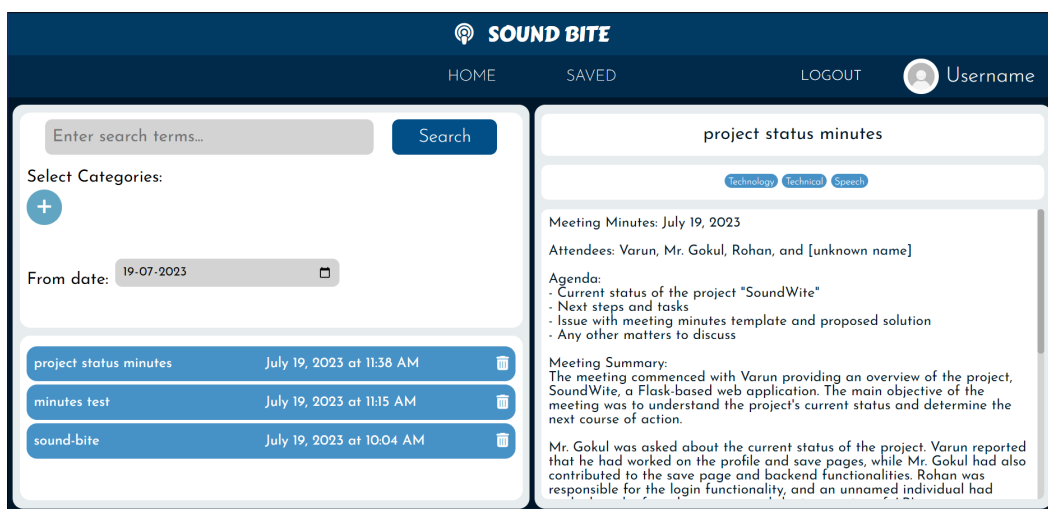 SOUND BITE
HOME SAVED LOGOUT Username
Enter search terms... Search
Select Categories:
+
From date: 19-07-2023
project status minutes July 19, 2023 at 11:38 AM
minutes test July 19, 2023 at 11:15 AM
sound-bite July 19, 2023 at 10:04 AM
project status minutes
Technology Technical Speech
Meeting Minutes: July 19, 2023
Attendees: Varun, Mr. Gokul, Rohan, and [unknown name]
Agenda:
- Current status of the project "SoundWite"
- Next steps and tasks
- Issue with meeting minutes template and proposed solution
- Any other matters to discuss
Meeting Summary:
The meeting commenced with Varun providing an overview of the project,
SoundWite, a Flask-based web application. The main objective of the
meeting was to understand the project's current status and determine the
next course of action.
Mr. Gokul was asked about the current status of the project. Varun reported
that he had worked on the profile and save pages, while Mr. Gokul had also
contributed to the save page and backend functionalities. Rohan was
responsible for the login functionality, and an unnamed individual had